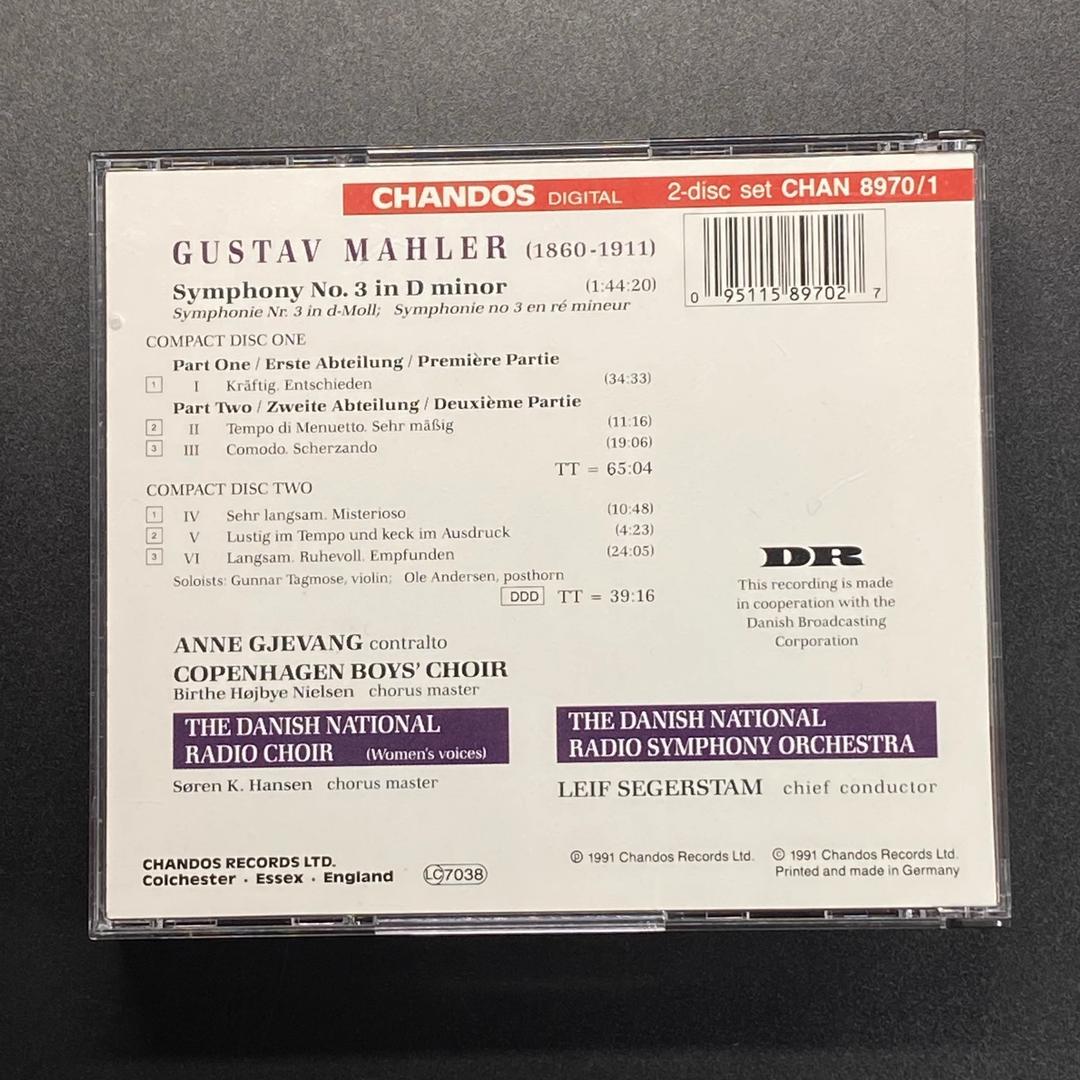 CHANDOS DIGITAL 2-disc set CHAN 8970/1
GUSTAV MAHLER (1860-1911)
0 95115 89702 7
Symphony No. 3 in D minor (1:44:20)
Symphonie Nr. 3 in d-Moll; Symphonie no 3 en ré mineur
COMPACT DISC ONE
Part One / Erste Abteilung / Première Partie
1 I Kräftig. Entschieden (34:33)
Part Two / Zweite Abteilung / Deuxième Partie
2 II Tempo di Menuetto. Sehr mäßig (11:16)
3 III Comodo. Scherzando (19:06)
TT = 65:04
COMPACT DISC TWO
1 IV Sehr langsam. Misterioso (10:48)
2 V Lustig im Tempo und keck im Ausdruck (4:23)
3 VI Langsam. Ruhevoll. Empfunden (24:05)
Soloists: Gunnar Tagmose, violin; Ole Andersen, posthorn
DDD TT = 39:16
DR
This recording is made
in cooperation with the
Danish Broadcasting
Corporation
ANNE GJEVANG contralto
COPENHAGEN BOYS' CHOIR
Birthe Højbye Nielsen chorus master
THE DANISH NATIONAL
RADIO CHOIR (Women's voices)
Søren K. Hansen chorus master
THE DANISH NATIONAL
RADIO SYMPHONY ORCHESTRA
LEIF SEGERSTAM chief conductor
CHANDOS RECORDS LTD.
Colchester · Essex · England
LC7038
℗ 1991 Chandos Records Ltd. © 1991 Chandos Records Ltd.
Printed and made in Germany